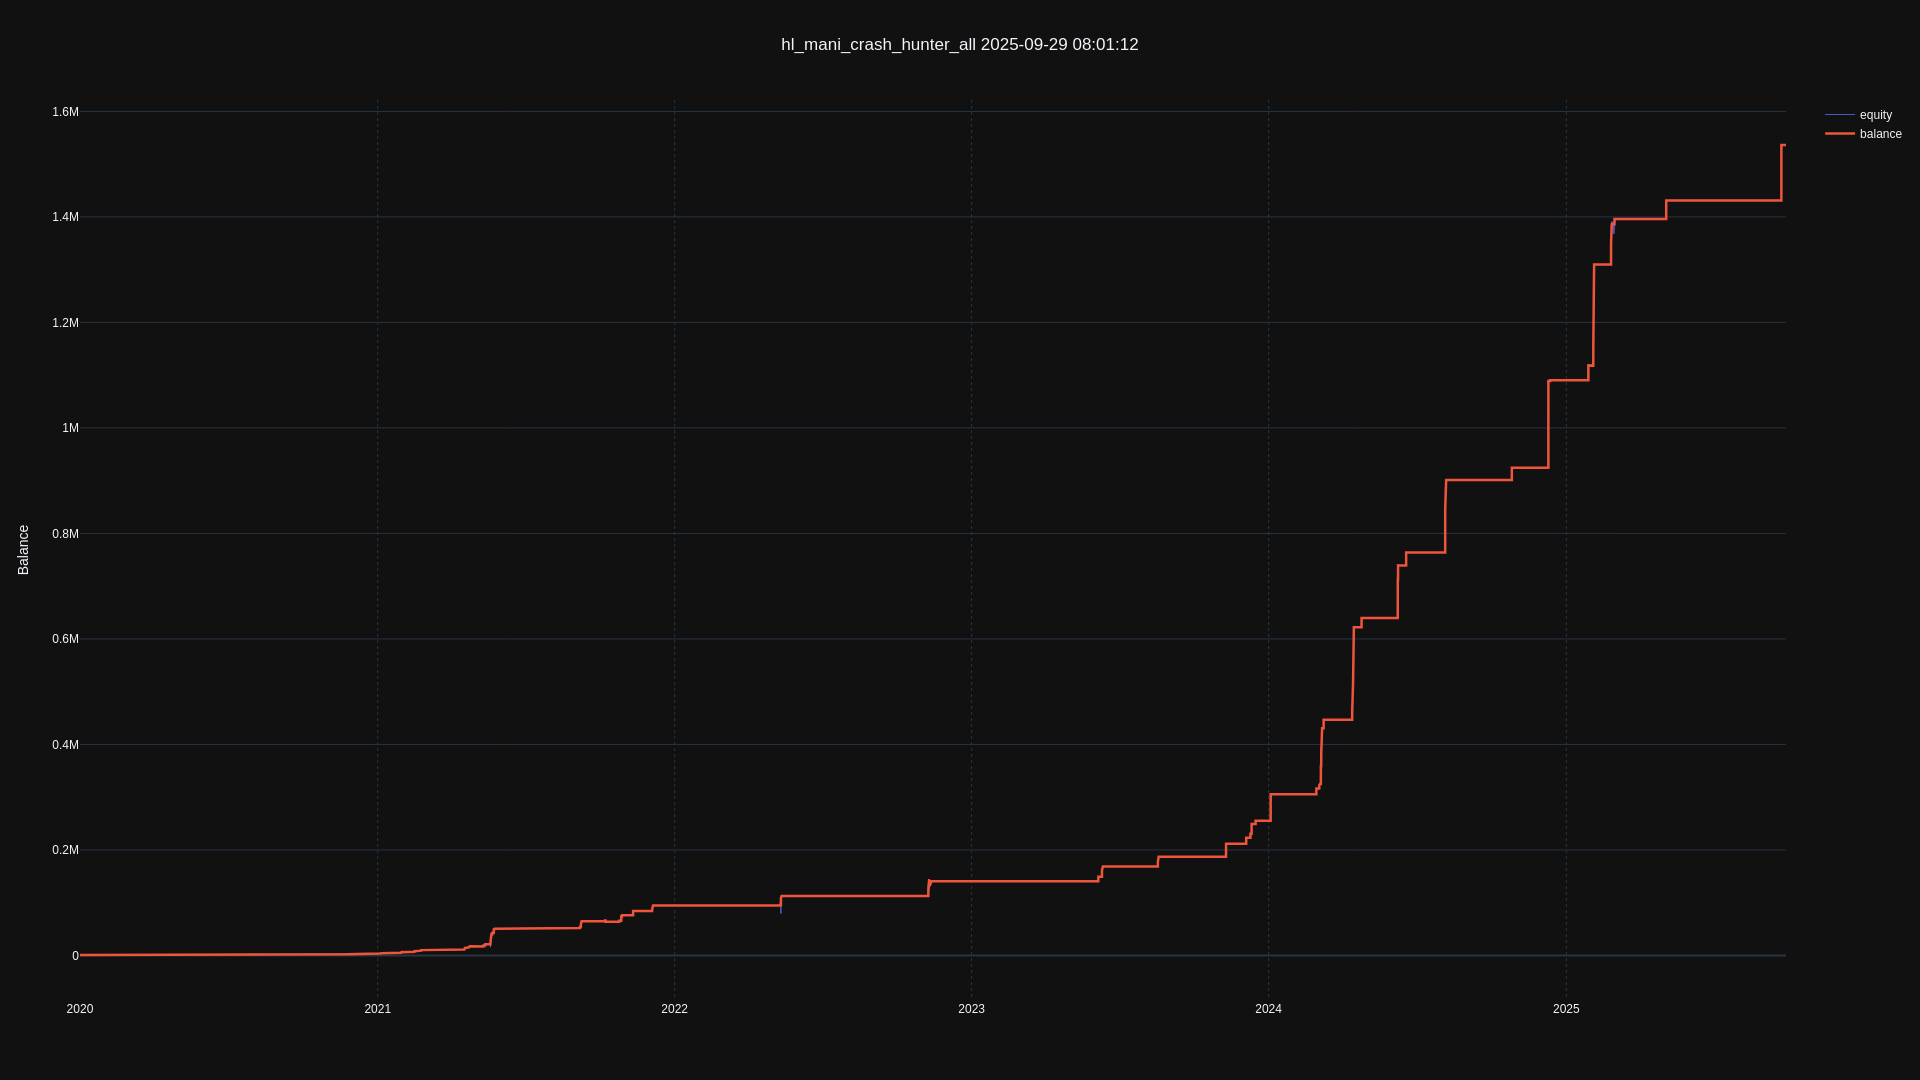 hl_mani_crash_hunter_all 2025-09-29 08:01:12
equity
balance
1.6M
1.4M
1.2M
1M
0.8M
0.6M
0.4M
0.2M
0
Balance
2020
2021
2022
2023
2024
2025